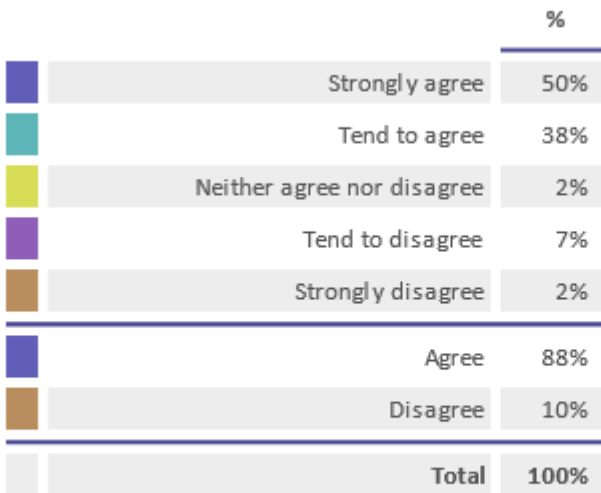 %
Strongly agree 50%
Tend to agree 38%
Neither agree nor disagree 2%
Tend to disagree 7%
Strongly disagree 2%
Agree 88%
Disagree 10%
Total 100%